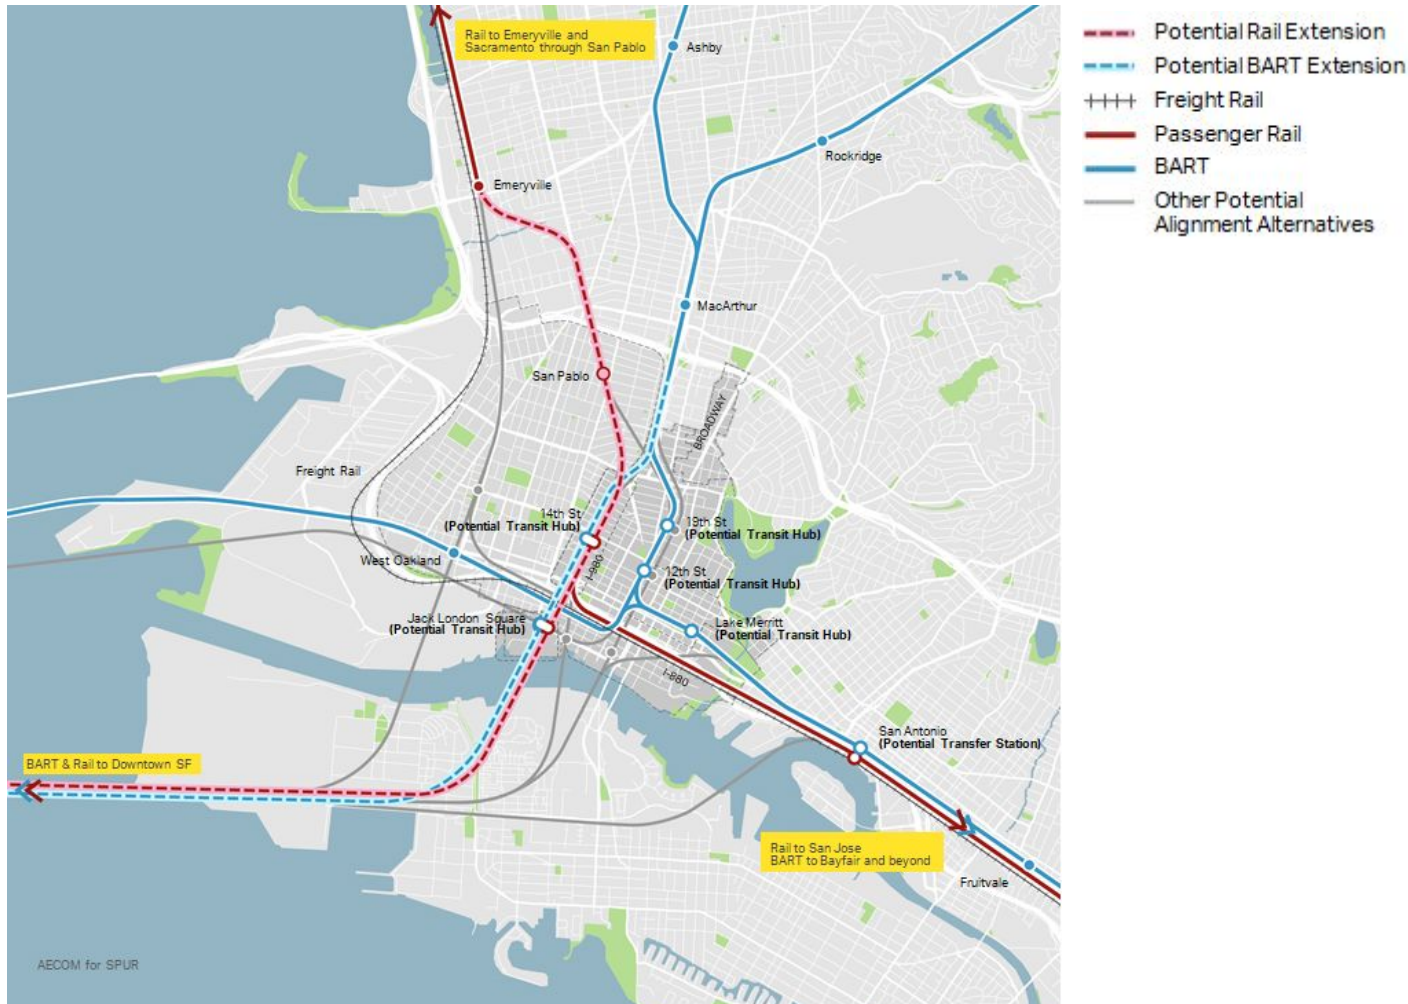 Rail to Emeryville and
Sacramento through San Pablo
Ashby
Rockridge
Emeryville
MacArthur
San Pablo
BROADWAY
Freight Rail
14th St
(Potential Transit Hub)
19th St
(Potential Transit Hub)
I-980
West Oakland
12th St
(Potential Transit Hub)
Jack London Square
(Potential Transit Hub)
Lake Merritt
(Potential Transit Hub)
I-880
San Antonio
(Potential Transfer Station)
BART & Rail to Downtown SF
Rail to San Jose
BART to Bayfair and beyond
Fruitvale
AECOM for SPUR
Potential Rail Extension
Potential BART Extension
Freight Rail
Passenger Rail
BART
Other Potential
Alignment Alternatives